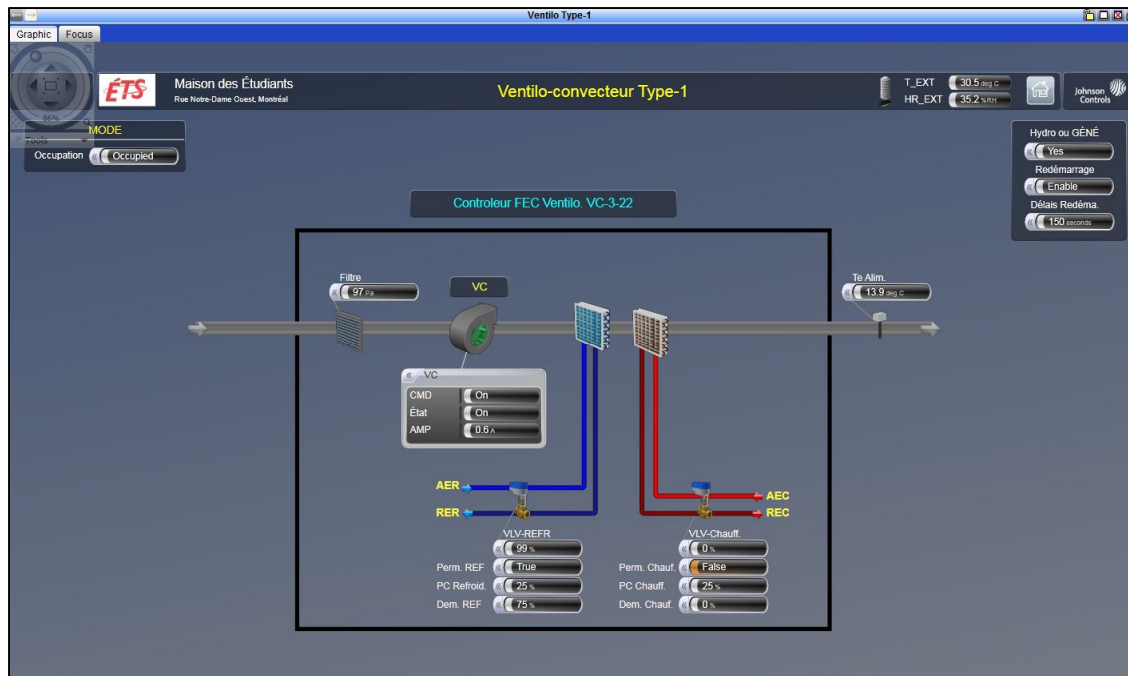 Ventilo Type-1
Graphic Focus
ÉTS
Maison des Étudiants
Rue Notre-Dame Ouest, Montréal
Ventilo-convecteur Type-1
T_EXT 30.5 deg C
HR_EXT 35.2 %RH
Johnson Controls
86%
Tools
MODE
Occupation Occupied
Hydro ou GÉNÉ
Yes
Redémarrage
Enable
Délais Redéma.
150 seconds
Controleur FEC Ventilo. VC-3-22
Filtre
97 Pa
VC
Te Alim.
13.9 deg C
VC
CMD On
État On
AMP 0.6 A
AER
RER
AEC
REC
VLV-REFR
99 %
Perm. REF True
PC Refroid. 25 %
Dem. REF 75 %
VLV-Chauff.
0 %
Perm. Chauf. False
PC Chauff. 25 %
Dem. Chauf. 0 %